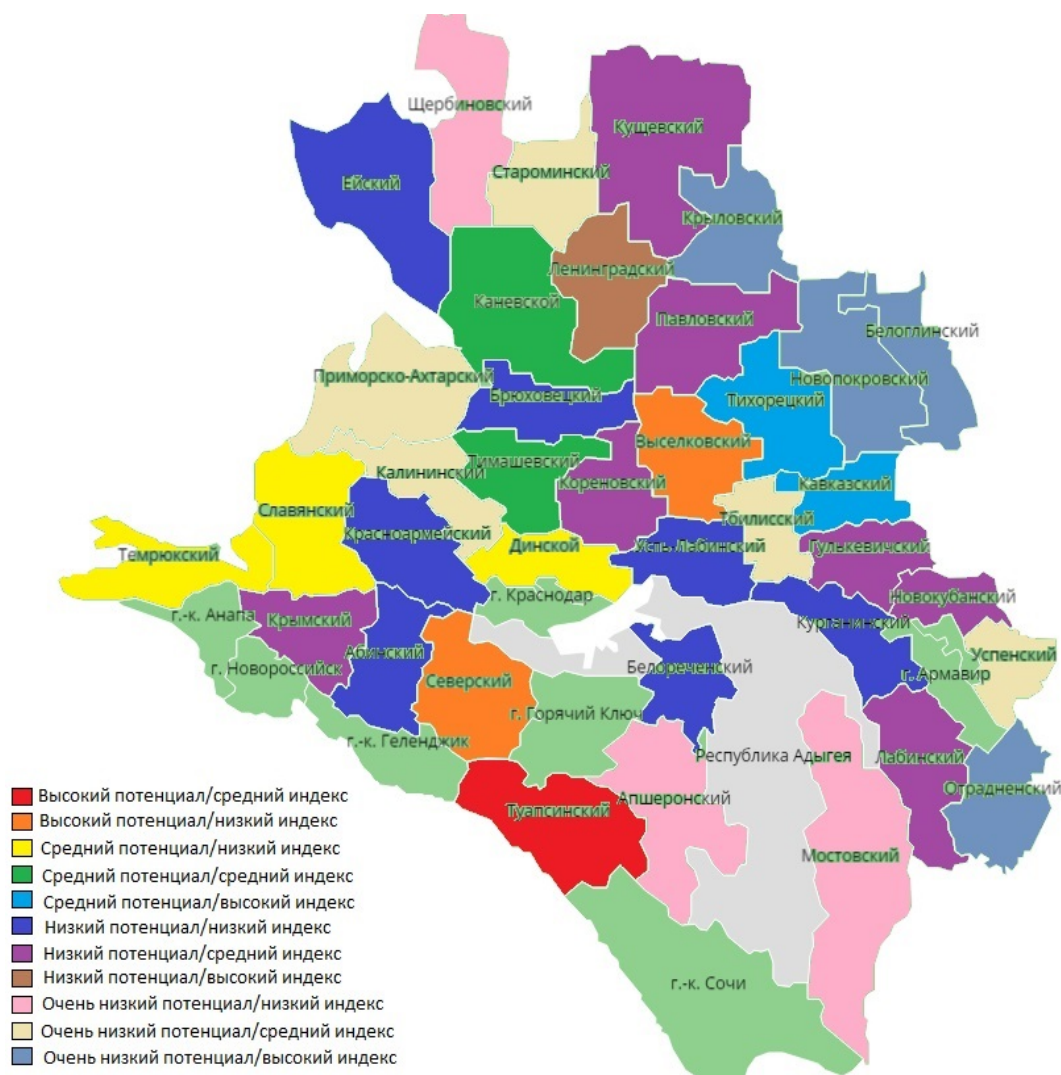 Щербиновский
Кущевский
Староминский
Ейский
Крыловский
Ленинградский
Каневской
Павловский
Белоглинский
Приморско-Ахтарский
Новопокровский
Брюховецкий
Тихорецкий
Выселковский
Тимашевский
Калининский
Кореновский
Кавказский
Славянский
Тбилисский
Красноармейский
Динской
Усть Лабинский
Гулькевичский
Темрюкский
г. Краснодар
Новокубанский
г.-к. Анапа
Крымский
Курганинский
Абинский
Успенский
г. Новороссийск
Белореченский
г. Армавир
Северский
г. Горячий Ключ
г.-к. Геленджик
Республика Адыгея
Лабинский
Отрадненский
Апшеронский
Туапсинский
Мостовский
г.-к. Сочи
Высокий потенциал/средний индекс
Высокий потенциал/низкий индекс
Средний потенциал/низкий индекс
Средний потенциал/средний индекс
Средний потенциал/высокий индекс
Низкий потенциал/низкий индекс
Низкий потенциал/средний индекс
Низкий потенциал/высокий индекс
Очень низкий потенциал/низкий индекс
Очень низкий потенциал/средний индекс
Очень низкий потенциал/высокий индекс